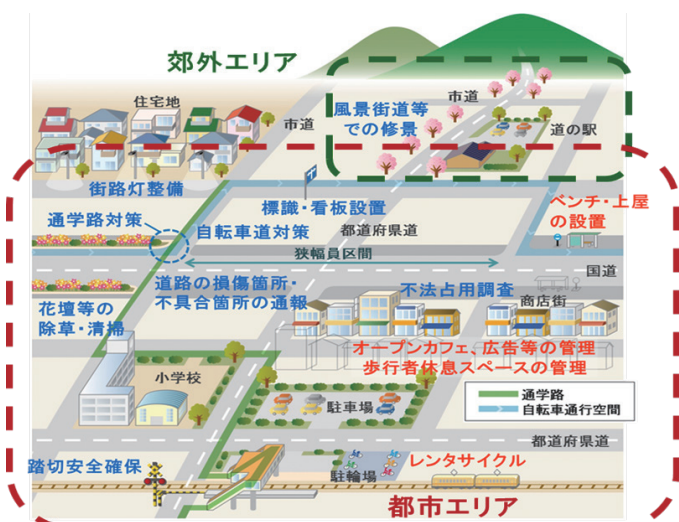 郊外エリア
住宅地
市道
市道
風景街道等
での修景
道の駅
街路灯整備
標識・看板設置
ベンチ・上屋
の設置
通学路対策
自転車道対策
都道府県道
狭幅員区間
国道
花壇等の
除草・清掃
道路の損傷箇所・
不具合箇所の通報
不法占用調査
商店街
オープンカフェ、広告等の管理
歩行者休息スペースの管理
小学校
通学路
自転車通行空間
駐車場
都道府県道
踏切安全確保
駐輪場
レンタサイクル
都市エリア